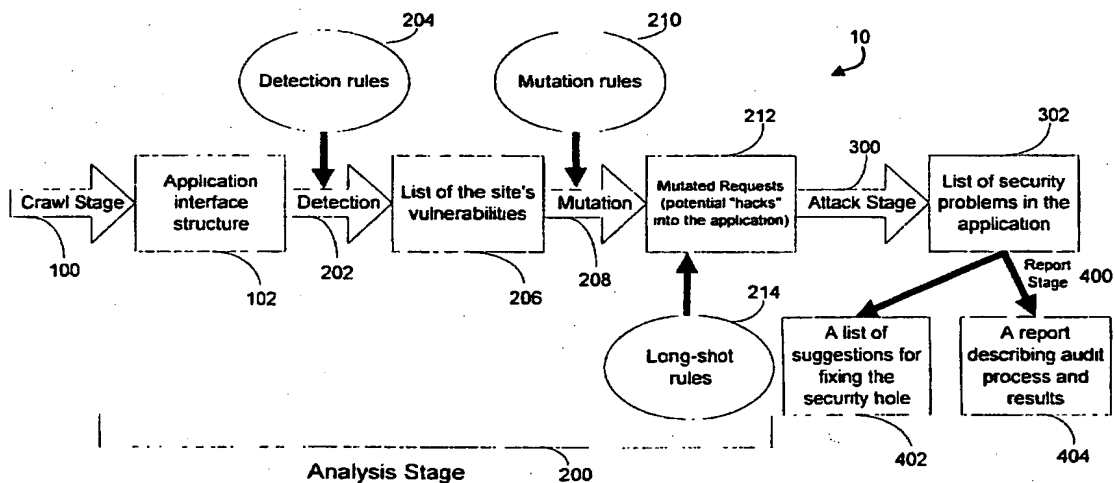 204
210
10
Detection rules
Mutation rules
212
302
300
Crawl Stage
Application
interface
structure
Detection
List of the site's
vulnerabilities
Mutation
Mutated Requests
(potential "hacks"
into the application)
Attack Stage
List of security
problems in the
application
100
102
202
206
208
Report
Stage
400
214
Long-shot
rules
A list of
suggestions for
fixing the
security hole
A report
describing audit
process and
results
402
404
Analysis Stage
200